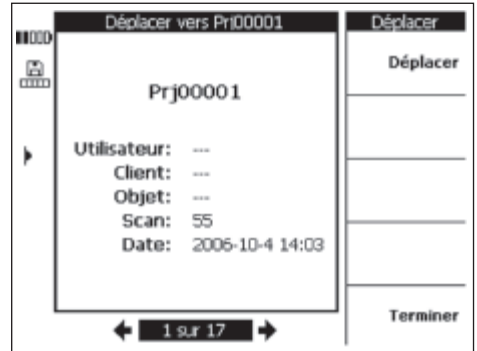 Déplacer vers Prj00001
Prj00001
Utilisateur: ---
Client: ---
Objet: ---
Scan: 55
Date: 2006-10-4 14:03
1 sur 17
Déplacer
Déplacer
Terminer